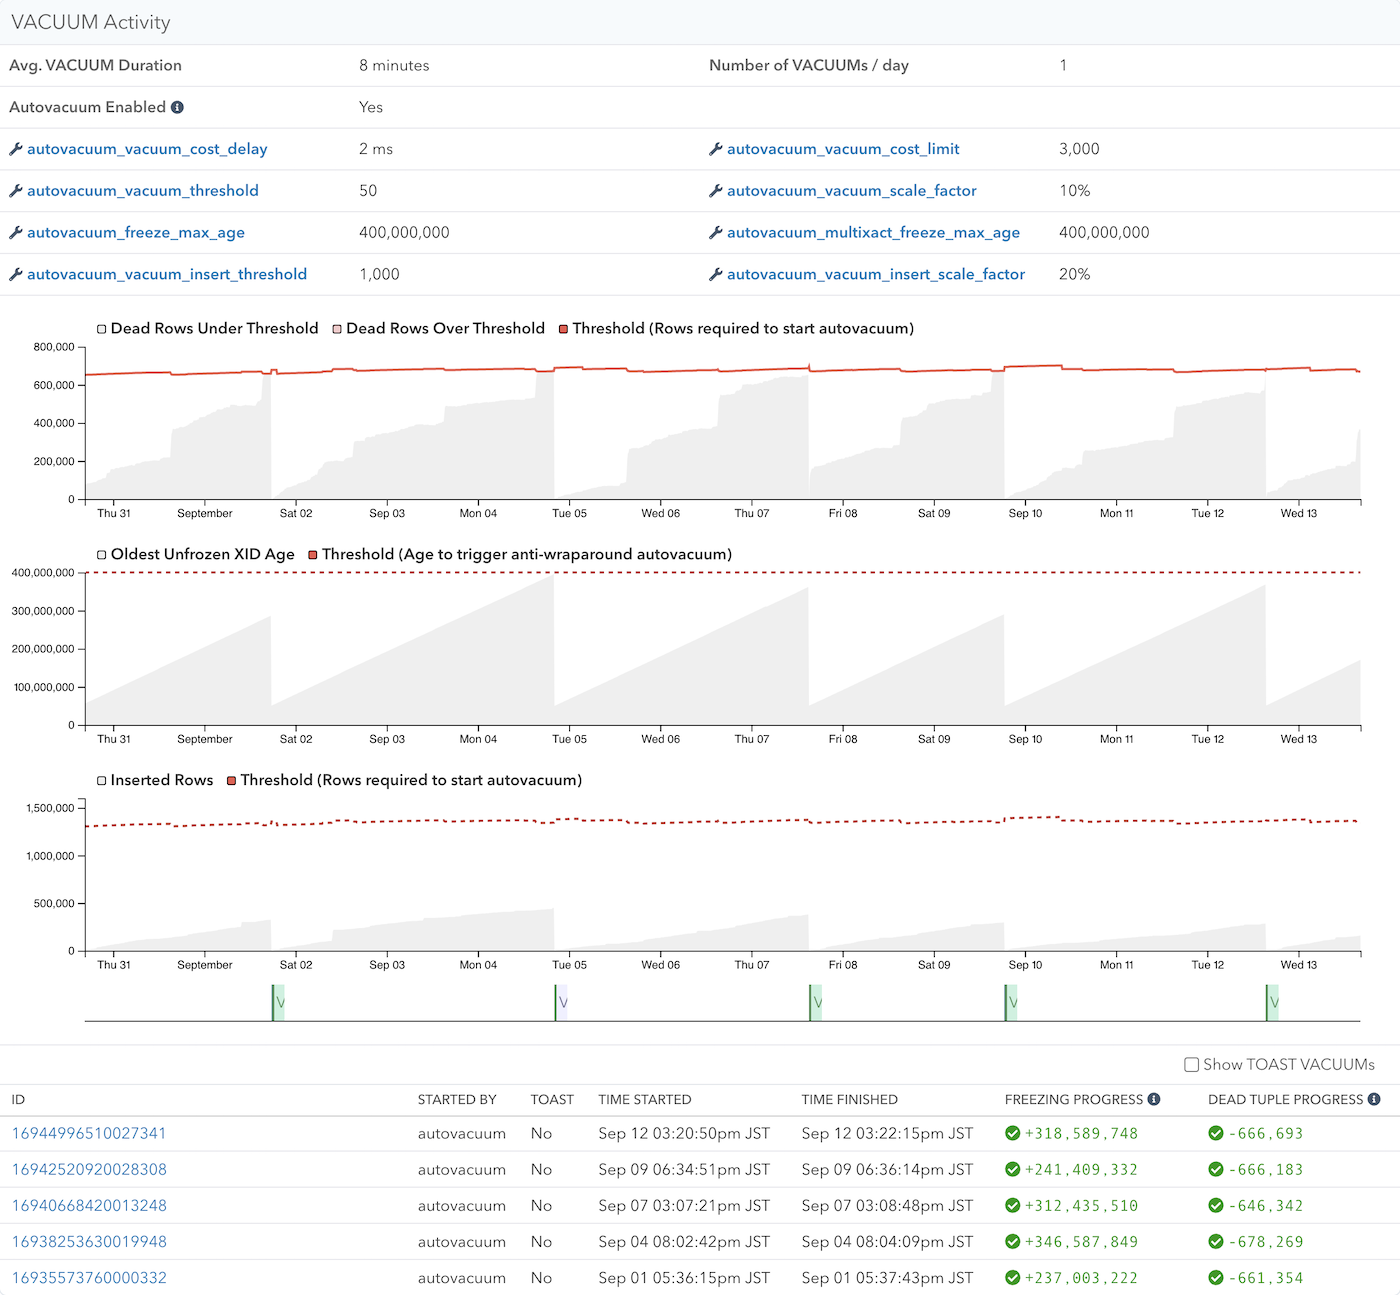 VACUUM Activity
Avg. VACUUM Duration 8 minutes Number of VACUUMs / day 1
Autovacuum Enabled Yes
autovacuum_vacuum_cost_delay 2 ms autovacuum_vacuum_cost_limit 3,000
autovacuum_vacuum_threshold 50 autovacuum_vacuum_scale_factor 10%
autovacuum_freeze_max_age 400,000,000 autovacuum_multixact_freeze_max_age 400,000,000
autovacuum_vacuum_insert_threshold 1,000 autovacuum_vacuum_insert_scale_factor 20%
Dead Rows Under Threshold Dead Rows Over Threshold Threshold (Rows required to start autovacuum)
800,000
600,000
400,000
200,000
0
Thu 31 September Sat 02 Sep 03 Mon 04 Tue 05 Wed 06 Thu 07 Fri 08 Sat 09 Sep 10 Mon 11 Tue 12 Wed 13
Oldest Unfrozen XID Age Threshold (Age to trigger anti-wraparound autovacuum)
400,000,000
300,000,000
200,000,000
100,000,000
0
Thu 31 September Sat 02 Sep 03 Mon 04 Tue 05 Wed 06 Thu 07 Fri 08 Sat 09 Sep 10 Mon 11 Tue 12 Wed 13
Inserted Rows Threshold (Rows required to start autovacuum)
1,500,000
1,000,000
500,000
0
Thu 31 September Sat 02 Sep 03 Mon 04 Tue 05 Wed 06 Thu 07 Fri 08 Sat 09 Sep 10 Mon 11 Tue 12 Wed 13
V V V V V
Show TOAST VACUUMs
ID STARTED BY TOAST TIME STARTED TIME FINISHED FREEZING PROGRESS DEAD TUPLE PROGRESS
16944996510027341 autovacuum No Sep 12 03:20:50pm JST Sep 12 03:22:15pm JST +318,589,748 -666,693
16942520920028308 autovacuum No Sep 09 06:34:51pm JST Sep 09 06:36:14pm JST +241,409,332 -666,183
16940668420013248 autovacuum No Sep 07 03:07:21pm JST Sep 07 03:08:48pm JST +312,435,510 -646,342
16938253630019948 autovacuum No Sep 04 08:02:42pm JST Sep 04 08:04:09pm JST +346,587,849 -678,269
16935573760000332 autovacuum No Sep 01 05:36:15pm JST Sep 01 05:37:43pm JST +237,003,222 -661,354